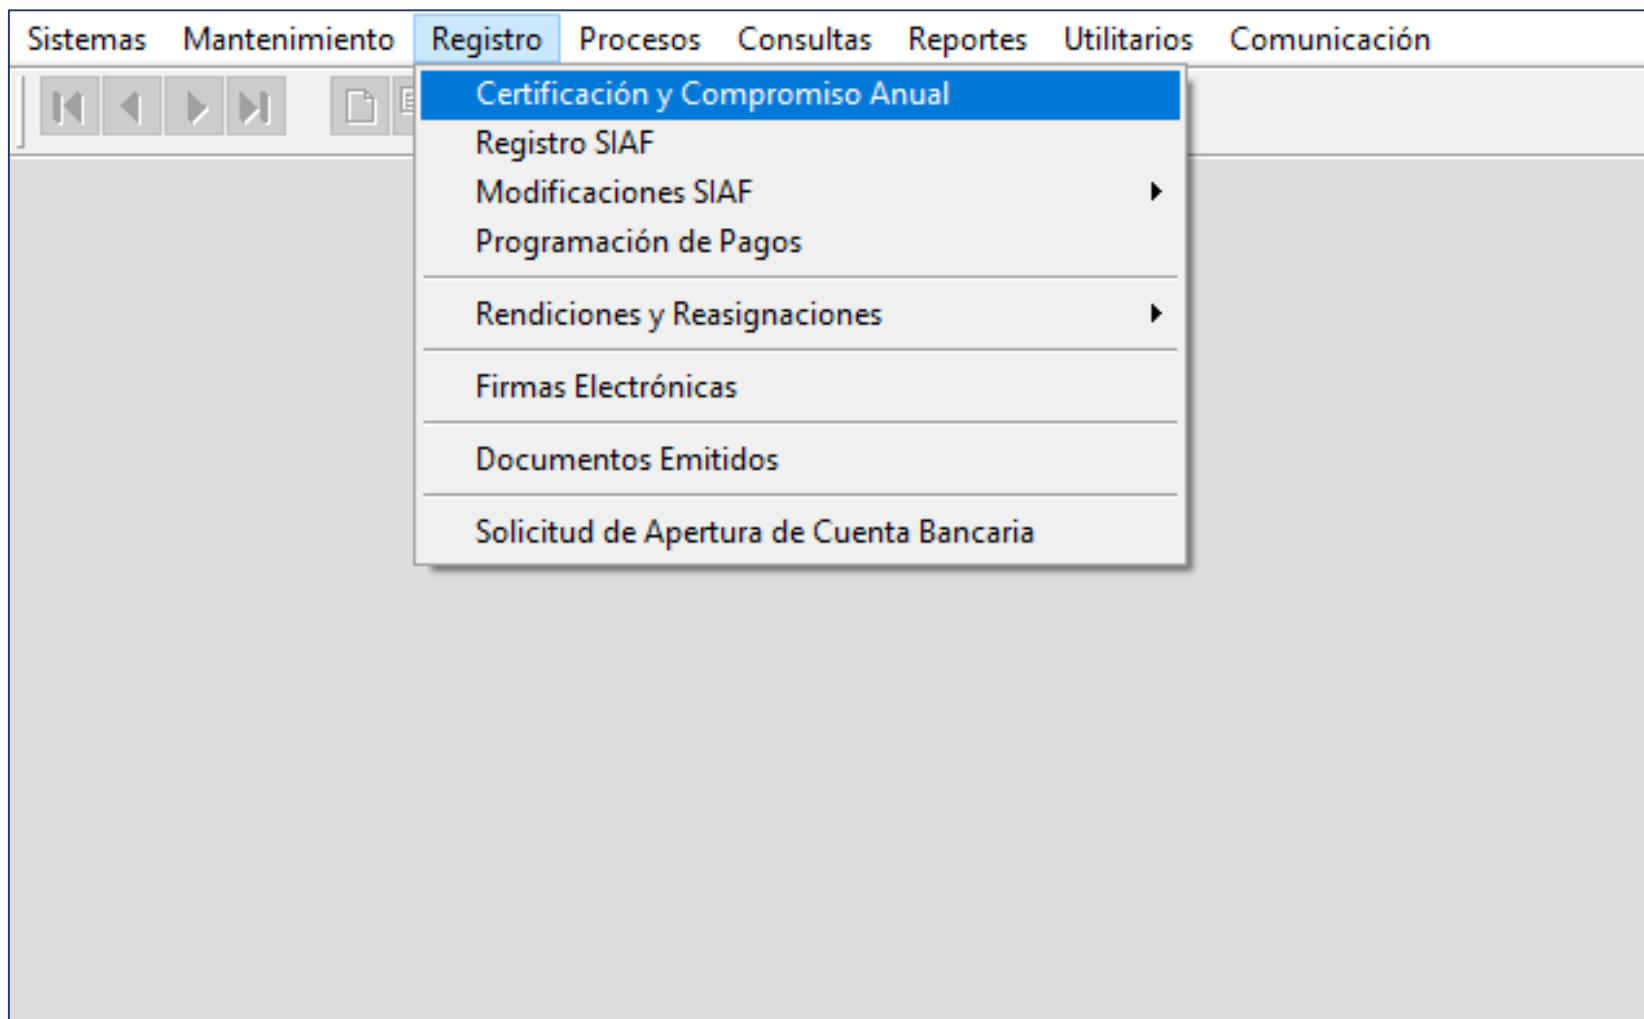 Sistemas Mantenimiento Registro Procesos Consultas Reportes Utilitarios Comunicación
Certificación y Compromiso Anual
Registro SIAF
Modificaciones SIAF
Programación de Pagos
Rendiciones y Reasignaciones
Firmas Electrónicas
Documentos Emitidos
Solicitud de Apertura de Cuenta Bancaria